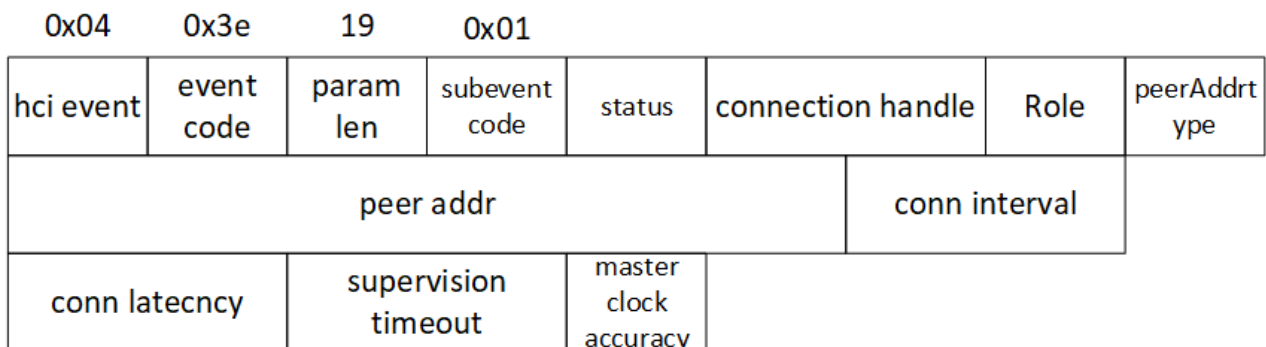 0x04 0x3e 19 0x01
hci event event code param len subevent code status connection handle Role peerAddrt ype
peer addr conn interval
conn latecncy supervision timeout master clock accuracy